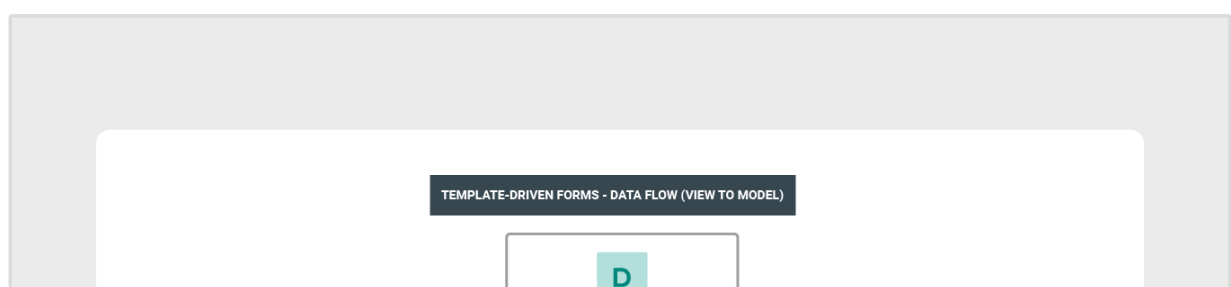 TEMPLATE-DRIVEN FORMS - DATA FLOW (VIEW TO MODEL)
D